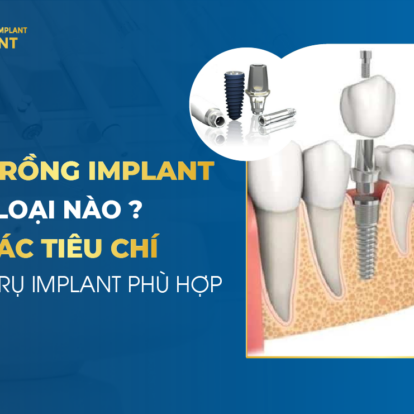 IMPLANT
NT
RỒNG IMPLANT
LOẠI NÀO ?
ÁC TIÊU CHÍ
RỤ IMPLANT PHÙ HỢP